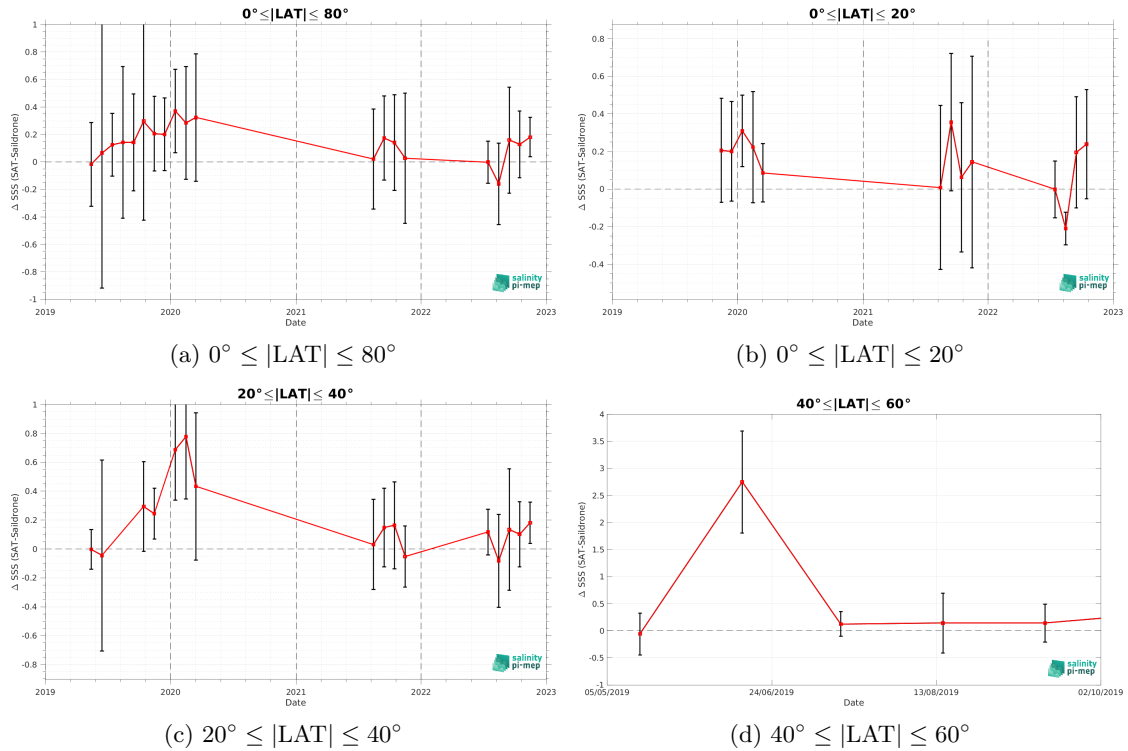 0°≤|LAT|≤ 80°
1
0.8
0.6
0.4
0.2
0
-0.2
-0.4
-0.6
-0.8
-1
Δ SSS (SAT-Saildrone)
2019
2020
2021
2022
2023
Date
salinity
pi-mep
(a) 0° ≤ |LAT| ≤ 80°
0°≤|LAT|≤ 20°
0.8
0.6
0.4
0.2
0
-0.2
-0.4
Δ SSS (SAT-Saildrone)
2019
2020
2021
2022
2023
Date
salinity
pi-mep
(b) 0° ≤ |LAT| ≤ 20°
20°≤|LAT|≤ 40°
1
0.8
0.6
0.4
0.2
0
-0.2
-0.4
-0.6
-0.8
Δ SSS (SAT-Saildrone)
2019
2020
2021
2022
2023
Date
salinity
pi-mep
(c) 20° ≤ |LAT| ≤ 40°
40°≤|LAT|≤ 60°
4
3.5
3
2.5
2
1.5
1
0.5
0
-0.5
-1
Δ SSS (SAT-Saildrone)
05/05/2019
24/06/2019
13/08/2019
02/10/2019
Date
salinity
pi-mep
(d) 40° ≤ |LAT| ≤ 60°